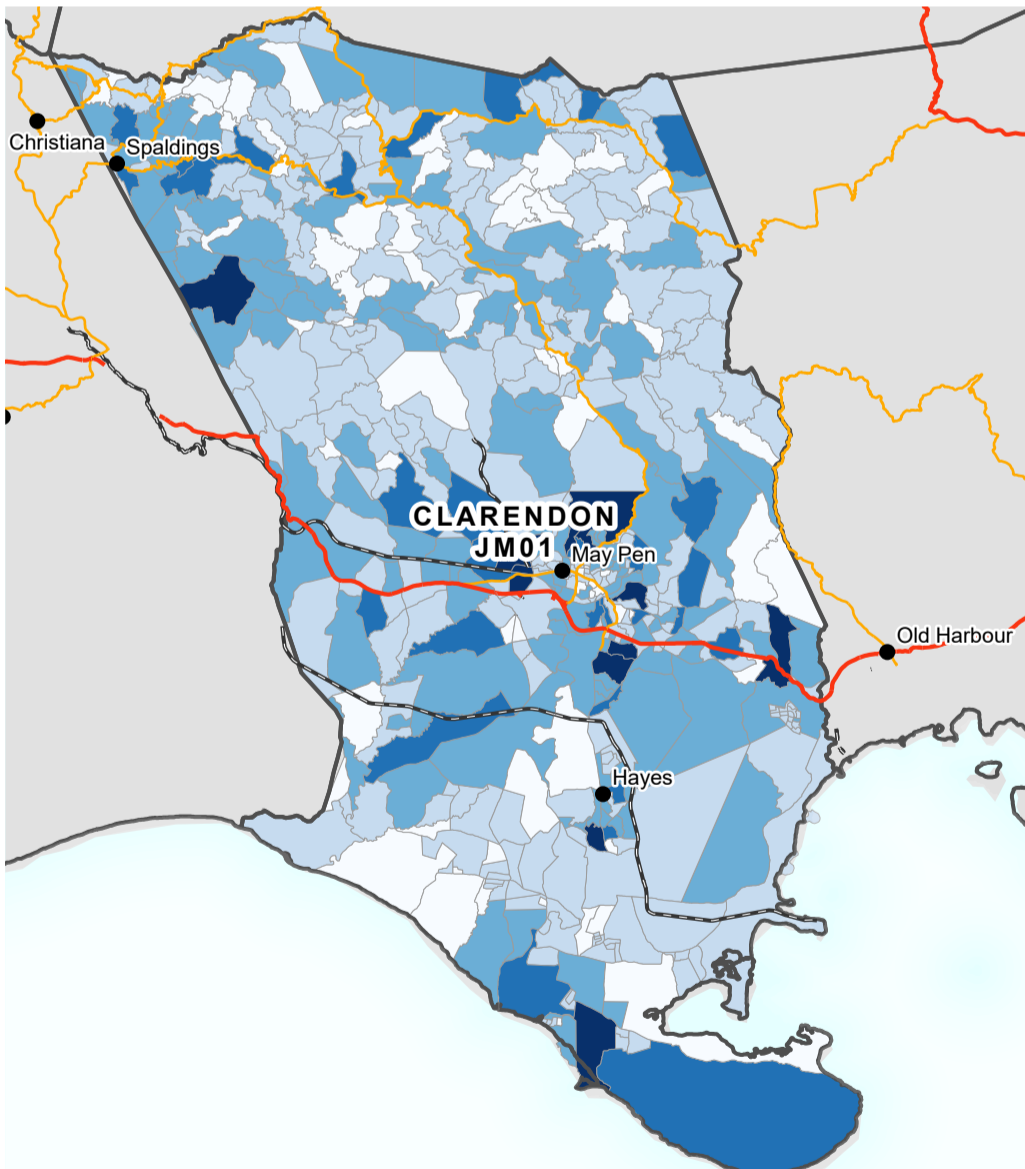 Christiana
Spaldings
CLARENDON
JM01
May Pen
Old Harbour
Hayes